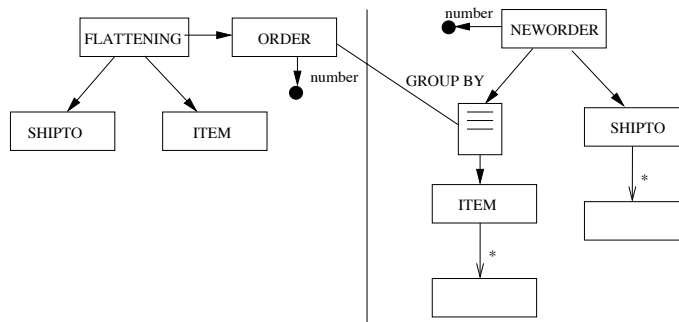 FLATTENING
ORDER
number
SHIPTO
ITEM
number
NEWORDER
GROUP BY
SHIPTO
*
ITEM
*